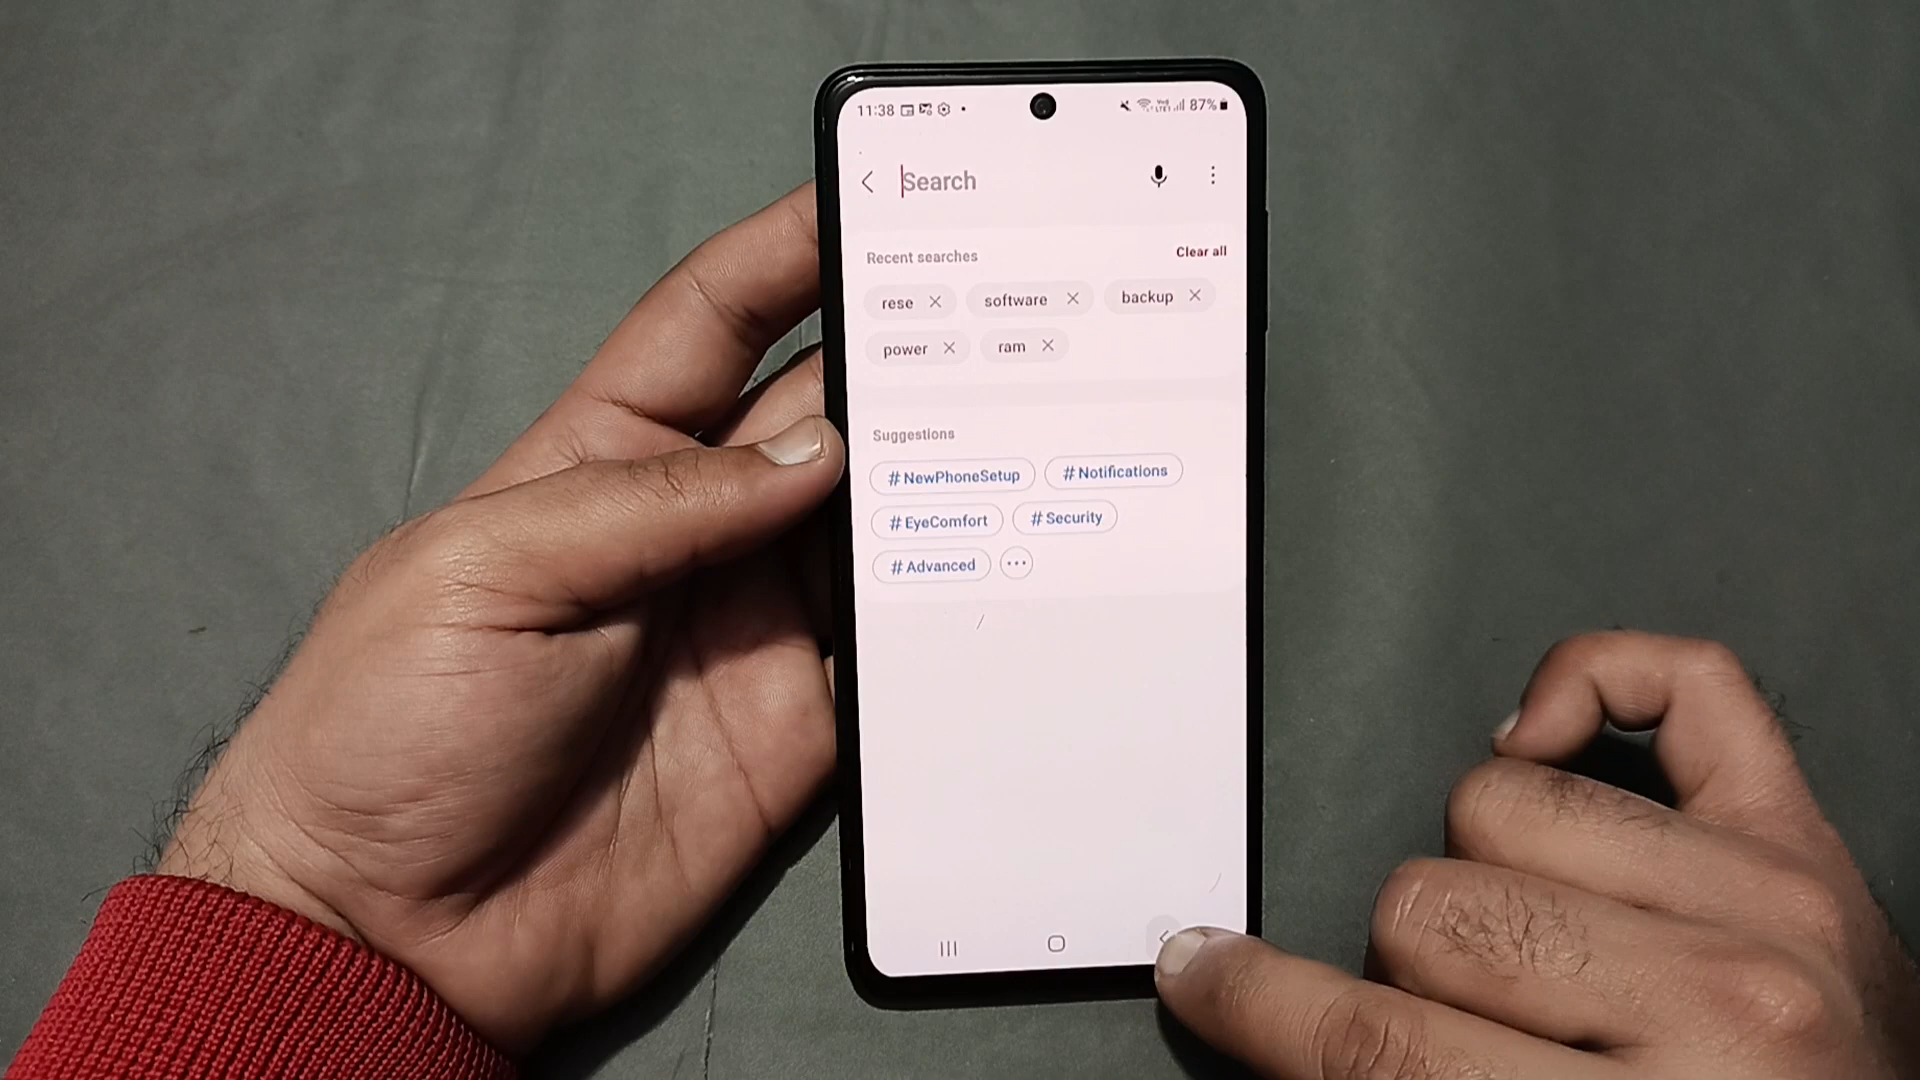 11:38 87%
Search
Recent searches Clear all
rese software backup
power ram
Suggestions
# NewPhoneSetup # Notifications
# EyeComfort # Security
# Advanced ...